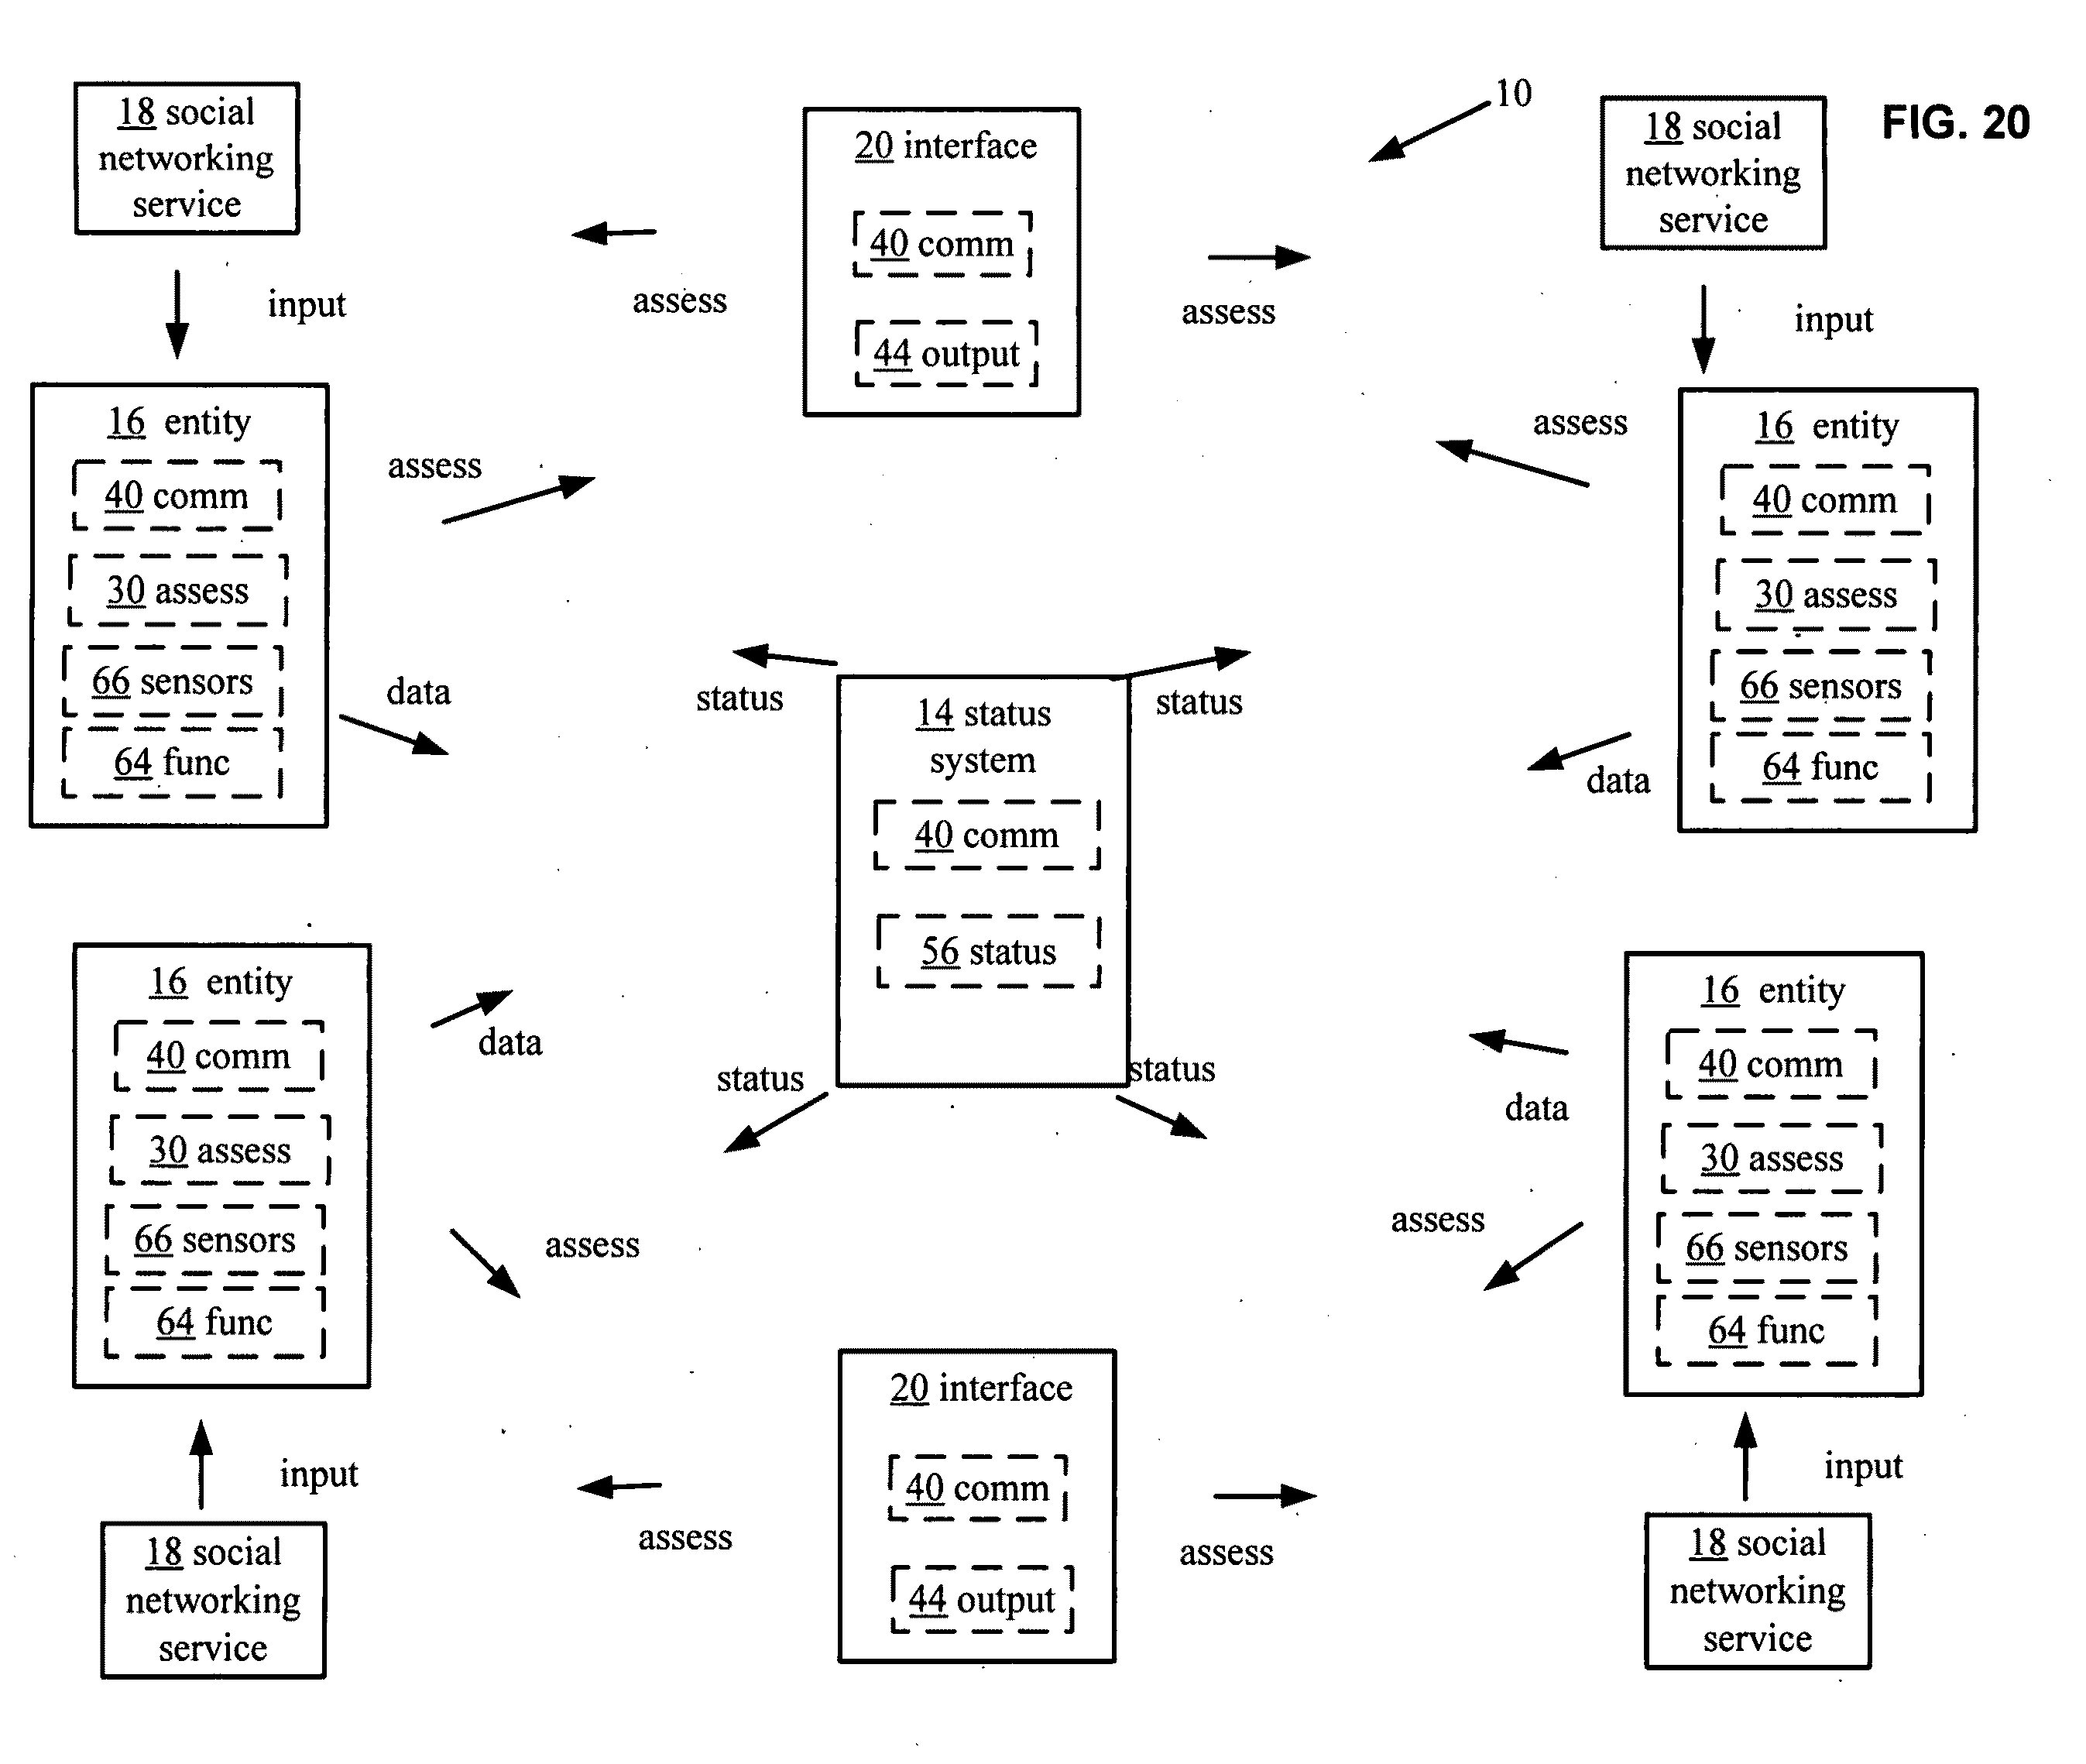 18 social
networking
service
20 interface
40 comm
44 output
10
18 social
networking
service
FIG. 20
input
assess
assess
input
16 entity
40 comm
30 assess
66 sensors
64 func
assess
data
assess
16 entity
40 comm
30 assess
66 sensors
64 func
data
status
status
14 status
system
40 comm
56 status
status
status
16 entity
40 comm
30 assess
66 sensors
64 func
data
assess
16 entity
40 comm
30 assess
66 sensors
64 func
data
assess
20 interface
40 comm
44 output
input
assess
assess
input
18 social
networking
service
18 social
networking
service